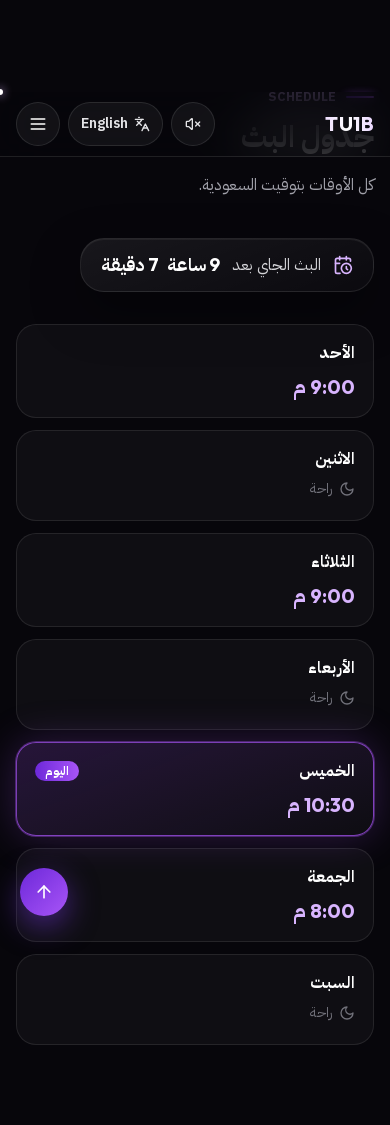 SCHEDULE
TU1B
English
جدول البث
كل الأوقات بتوقيت السعودية.
البث الجاي بعد 9 ساعة 7 دقيقة
الأحد
9:00 م
الاثنين
راحة
الثلاثاء
9:00 م
الأربعاء
راحة
الخميس
اليوم
10:30 م
الجمعة
8:00 م
السبت
راحة